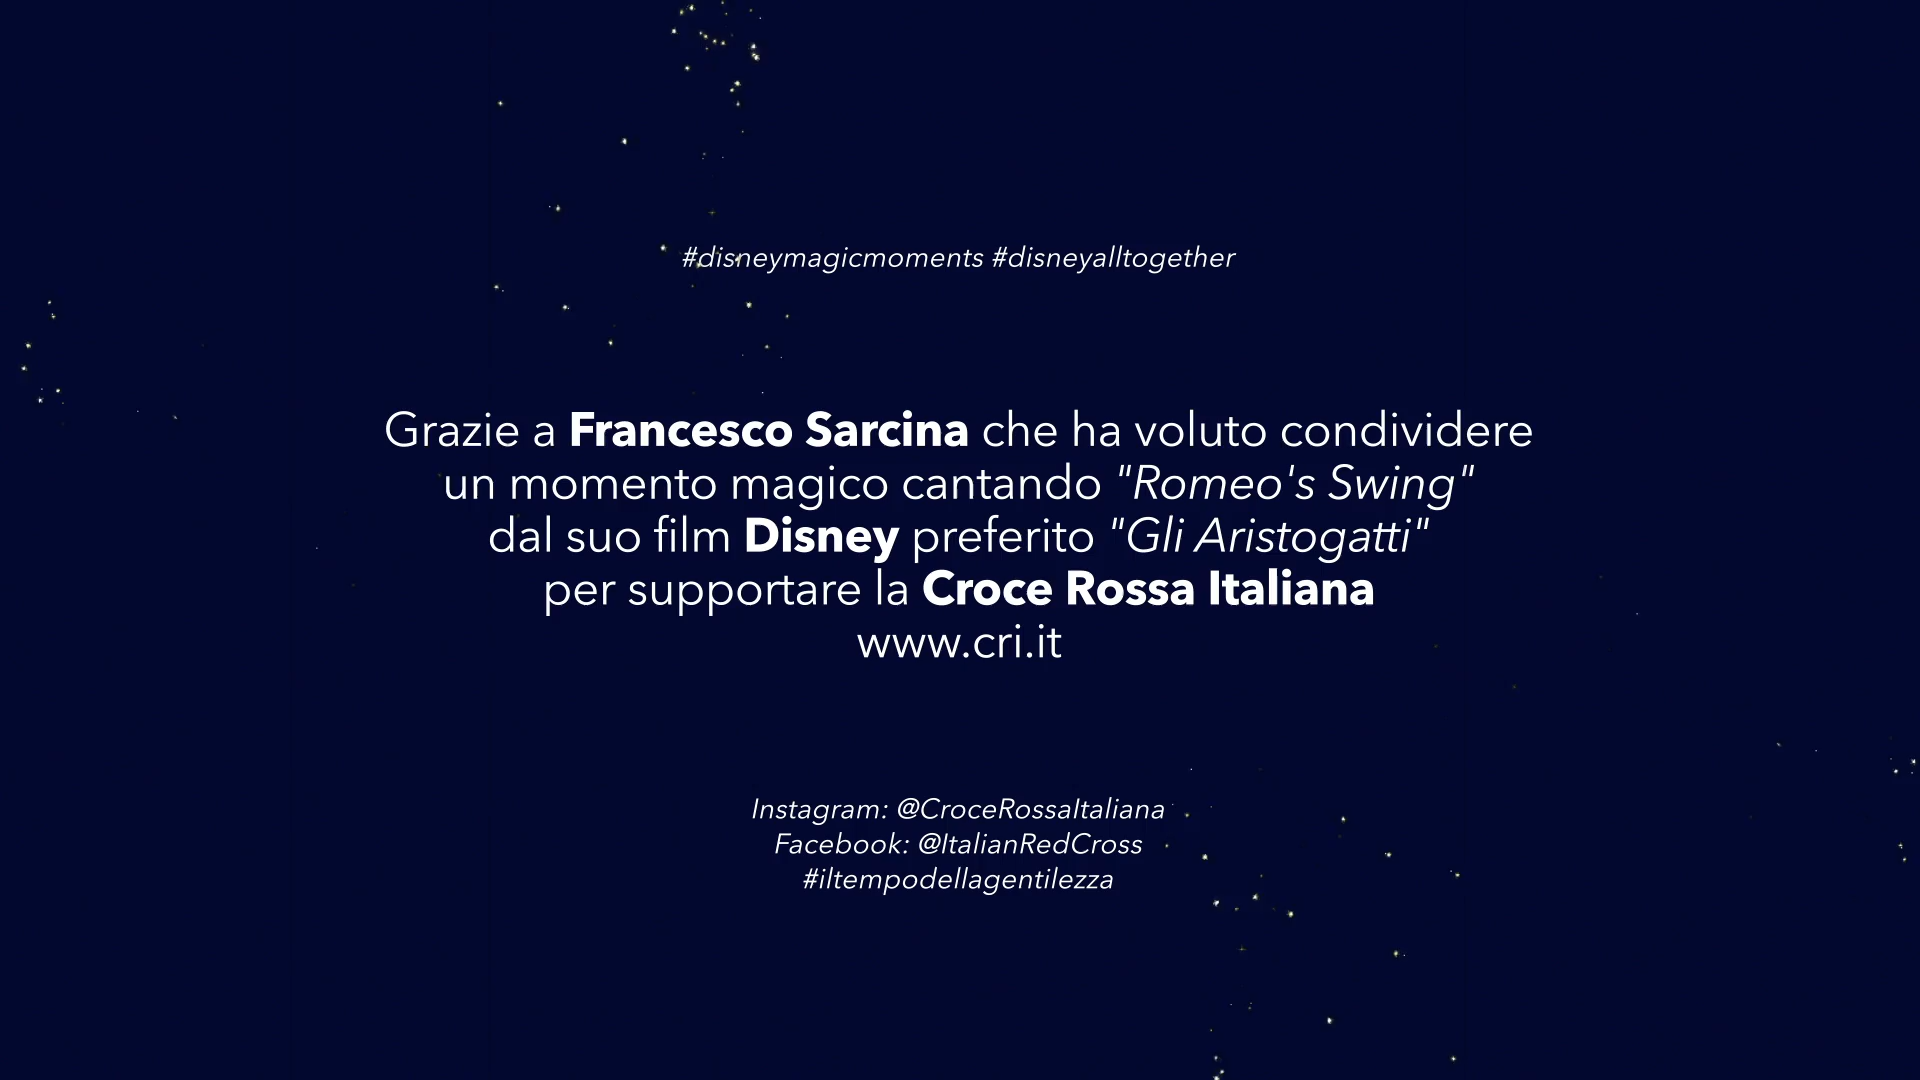 #disneymagicmoments #disneyalltogether
Grazie a Francesco Sarcina che ha voluto condividere
un momento magico cantando "Romeo's Swing"
dal suo film Disney preferito "Gli Aristogatti"
per supportare la Croce Rossa Italiana
www.cri.it
Instagram: @CroceRossaItaliana
Facebook: @ItalianRedCross
#iltempodellagentilezza